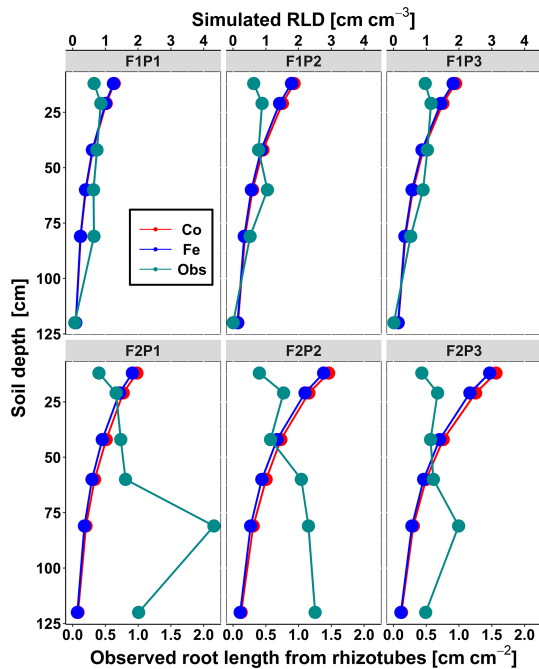 Simulated RLD [cm cm⁻³]
0 1 2 3 4 0 1 2 3 4 0 1 2 3 4
F1P1 F1P2 F1P3
25
50
75
100
125
Co
Fe
Obs
Soil depth [cm]
F2P1 F2P2 F2P3
25
50
75
100
125
0.0 0.5 1.0 1.5 2.0 0.0 0.5 1.0 1.5 2.0 0.0 0.5 1.0 1.5 2.0
Observed root length from rhizotubes [cm cm⁻²]